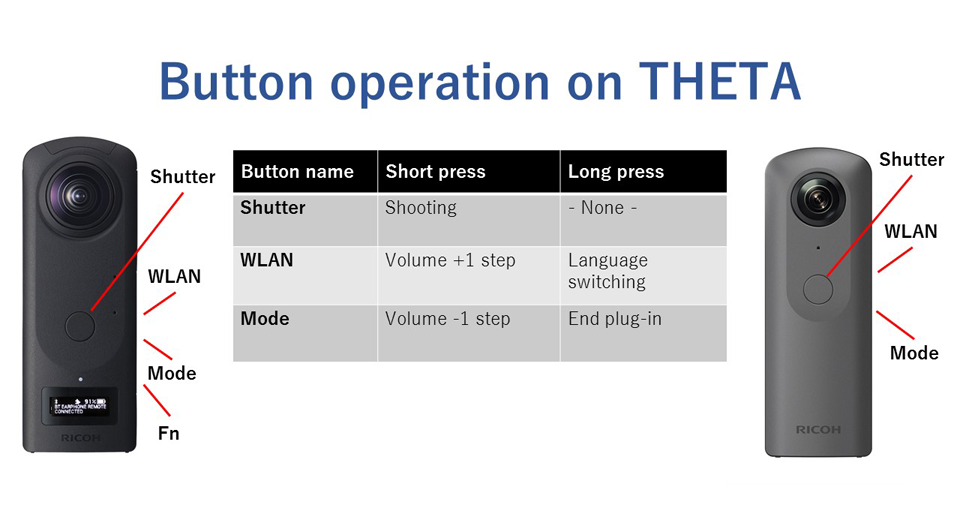 Button operation on THETA
Shutter
WLAN
Mode
Fn
91%
BT EARPHONE REMOTE
CONNECTED
RICOH
Button name Short press Long press
Shutter Shooting - None -
WLAN Volume +1 step Language
switching
Mode Volume -1 step End plug-in
Shutter
WLAN
Mode
RICOH